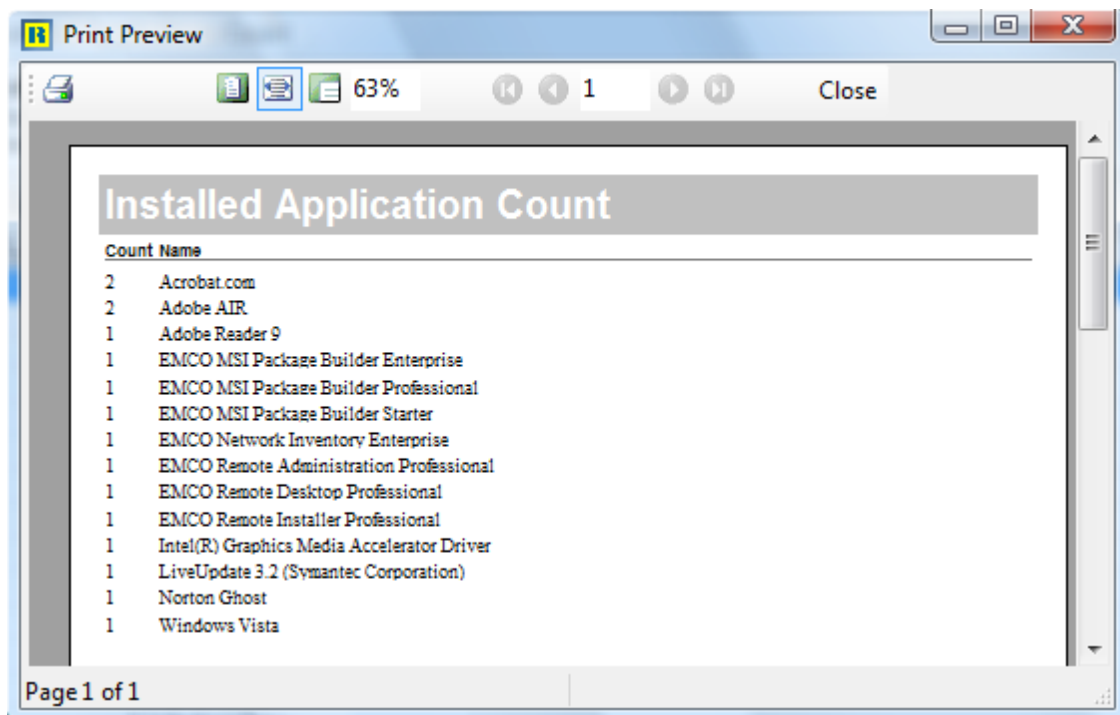 Print Preview
63% 1 Close
Installed Application Count
Count Name
2 Acrobat.com
2 Adobe AIR
1 Adobe Reader 9
1 EMCO MSI Package Builder Enterprise
1 EMCO MSI Package Builder Professional
1 EMCO MSI Package Builder Starter
1 EMCO Network Inventory Enterprise
1 EMCO Remote Administration Professional
1 EMCO Remote Desktop Professional
1 EMCO Remote Installer Professional
1 Intel(R) Graphics Media Accelerator Driver
1 LiveUpdate 3.2 (Symantec Corporation)
1 Norton Ghost
1 Windows Vista
Page 1 of 1